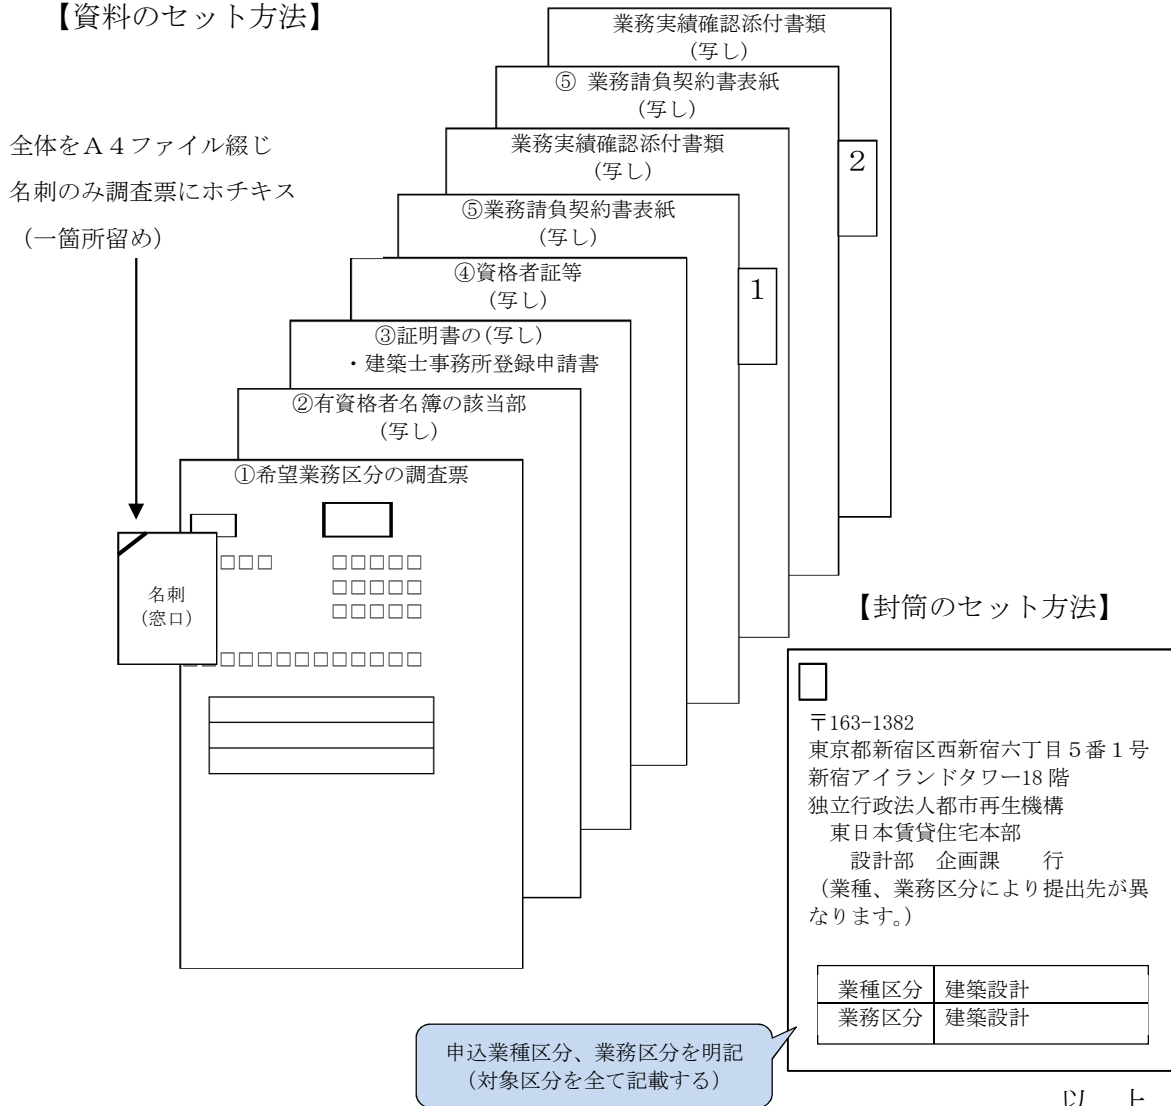 【資料のセット方法】
全体をA4ファイル綴じ
名刺のみ調査票にホチキス
（一箇所留め）
業務実績確認添付書類
(写し)
⑤ 業務請負契約書表紙
(写し)
業務実績確認添付書類
(写し)
2
⑤業務請負契約書表紙
(写し)
④資格者証等
(写し)
1
③証明書の(写し)
・建築士事務所登録申請書
②有資格者名簿の該当部
(写し)
①希望業務区分の調査票
□□□ □□□□□
□□□□□
□□□□□
名刺
(窓口)
□□□□□□□□□□□□
【封筒のセット方法】
〒163-1382
東京都新宿区西新宿六丁目5番1号
新宿アイランドタワー18階
独立行政法人都市再生機構
東日本賃貸住宅本部
設計部　企画課　　行
（業種、業務区分により提出先が異
なります。）
業種区分 建築設計
業務区分 建築設計
申込業種区分、業務区分を明記
(対象区分を全て記載する)
以　上